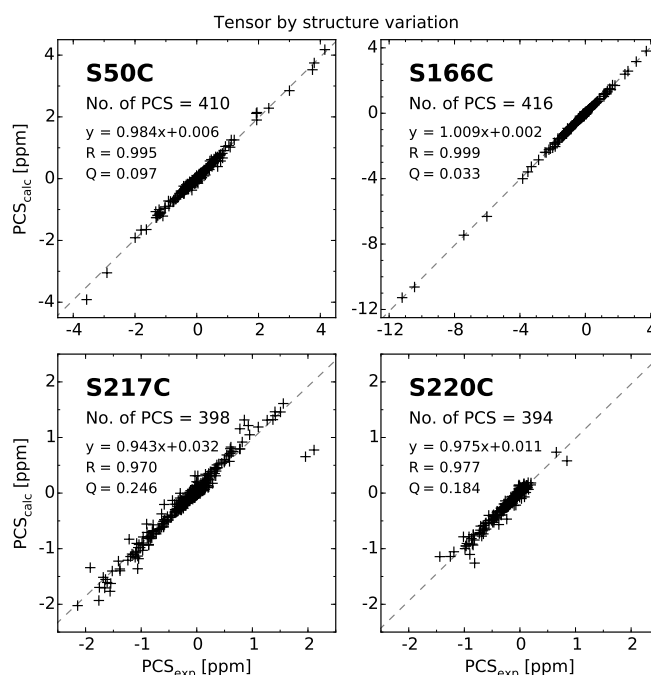 Tensor by structure variation
S50C
No. of PCS = 410
y = 0.984x+0.006
R = 0.995
Q = 0.097
PCScalc [ppm]
4
2
0
-2
-4
-4
-2
0
2
4
S166C
No. of PCS = 416
y = 1.009x+0.002
R = 0.999
Q = 0.033
4
0
-4
-8
-12
-12
-8
-4
0
4
S217C
No. of PCS = 398
y = 0.943x+0.032
R = 0.970
Q = 0.246
PCScalc [ppm]
2
1
0
-1
-2
-2
-1
0
1
2
PCSexp [ppm]
S220C
No. of PCS = 394
y = 0.975x+0.011
R = 0.977
Q = 0.184
2
1
0
-1
-2
-2
-1
0
1
2
PCSexp [ppm]